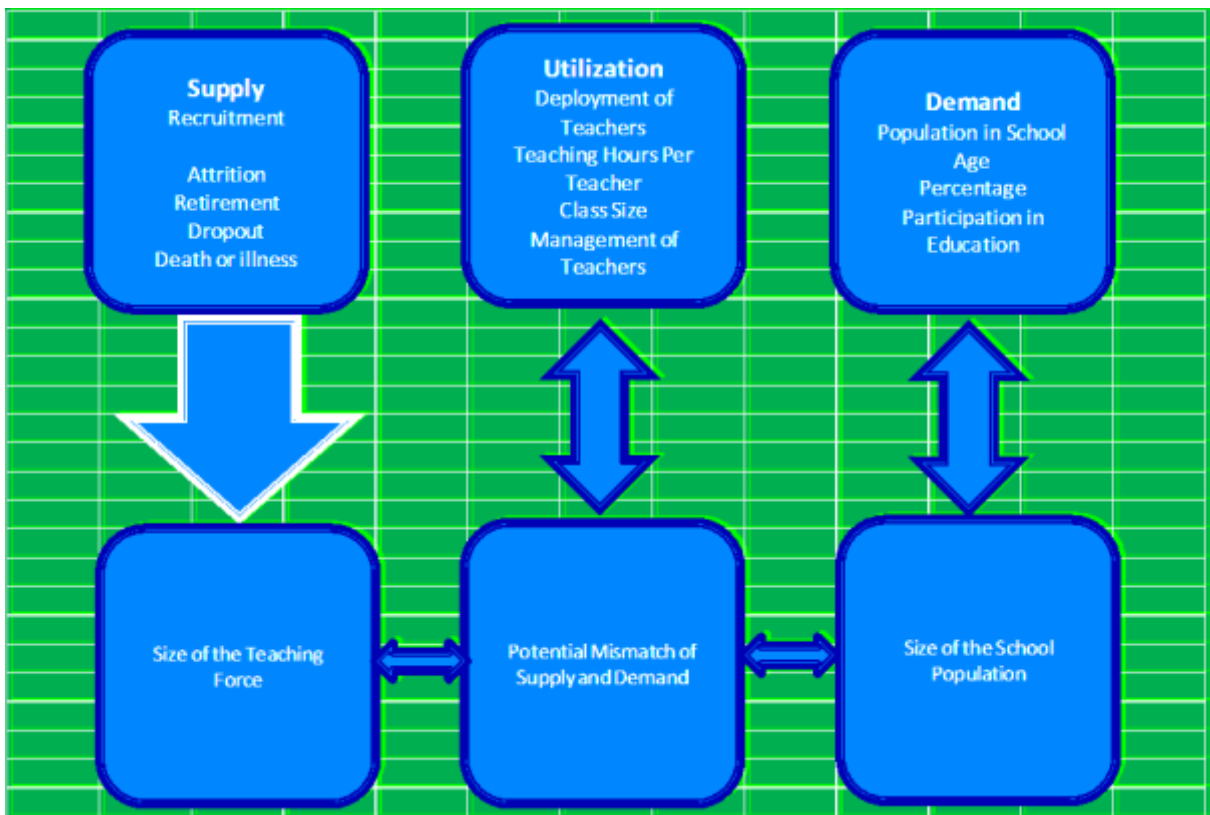 Supply
Recruitment
Attrition
Retirement
Dropout
Death or illness
Utilization
Deployment of
Teachers
Teaching Hours Per
Teacher
Class Size
Management of
Teachers
Demand
Population in School
Age
Percentage
Participation in
Education
Size of the Teaching
Force
Potential Mismatch of
Supply and Demand
Size of the School
Population